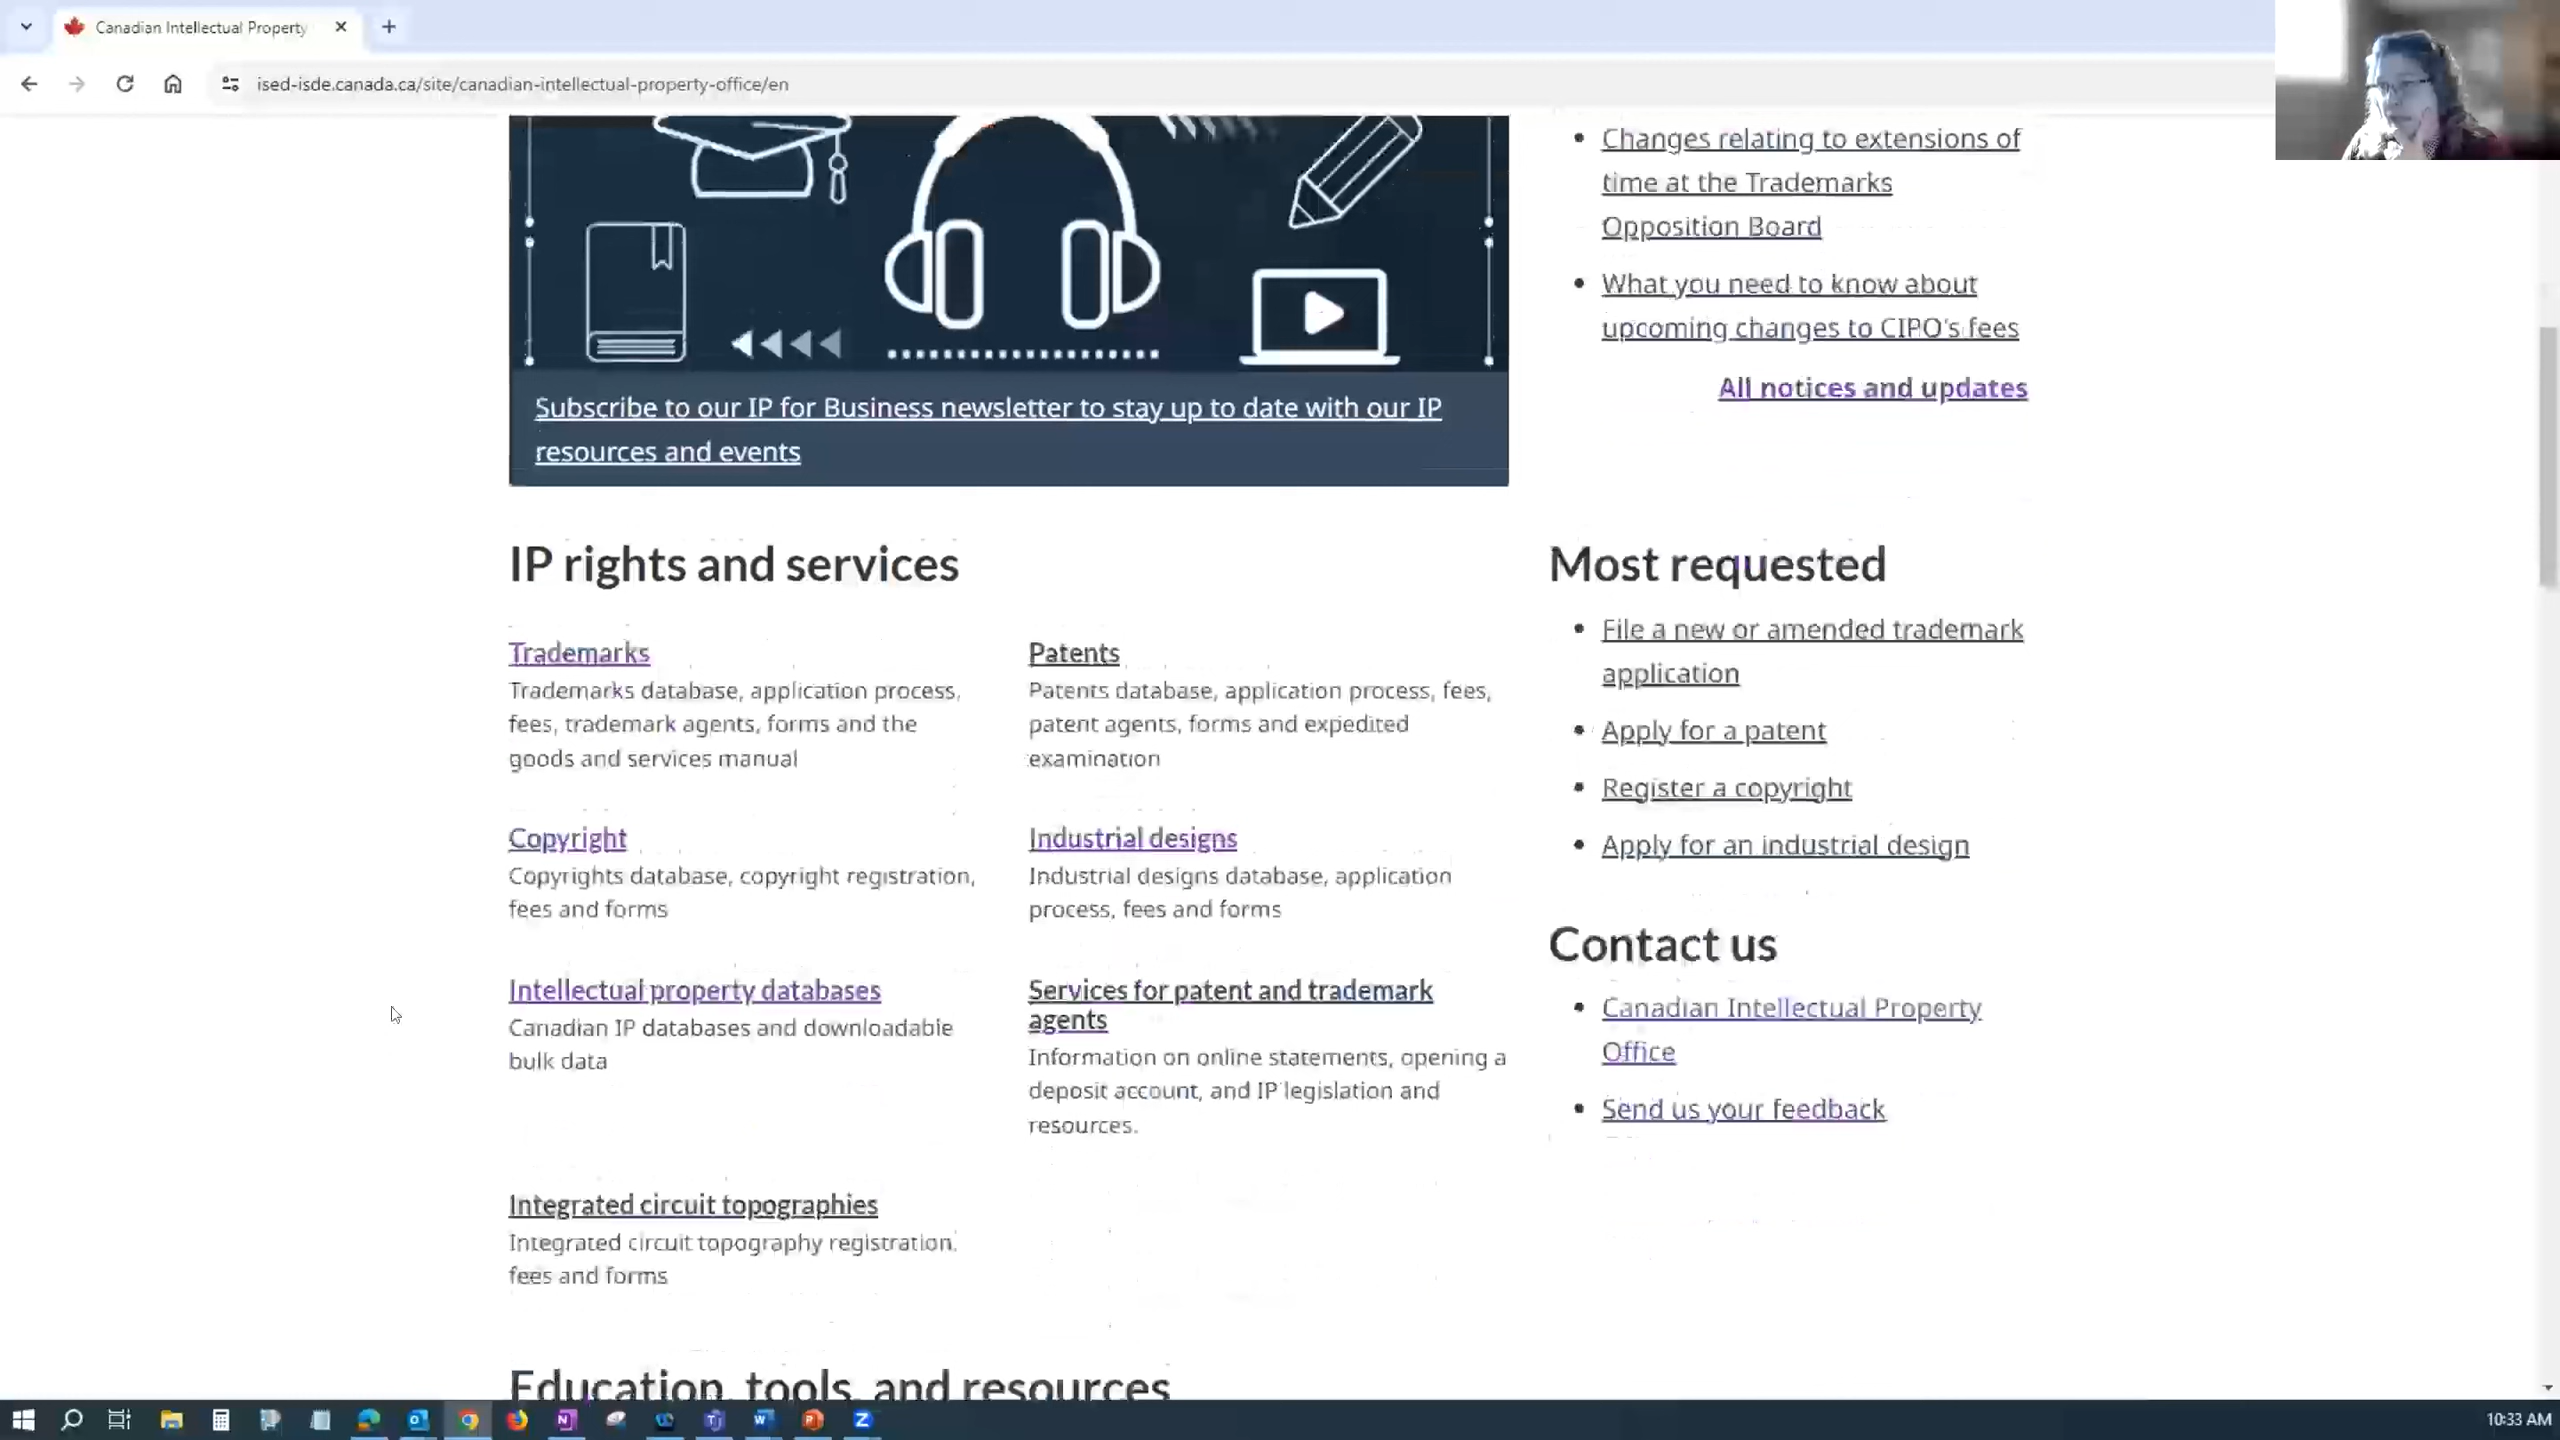 Canadian Intellectual Property
ised-isde.canada.ca/site/canadian-intellectual-property-office/en
Subscribe to our IP for Business newsletter to stay up to date with our IP
resources and events
Changes relating to extensions of
time at the Trademarks
Opposition Board
What you need to know about
upcoming changes to CIPO's fees
All notices and updates
IP rights and services
Trademarks
Trademarks database, application process,
fees, trademark agents, forms and the
goods and services manual
Patents
Patents database, application process, fees,
patent agents, forms and expedited
examination
Copyright
Copyrights database, copyright registration,
fees and forms
Industrial designs
Industrial designs database, application
process, fees and forms
Intellectual property databases
Canadian IP databases and downloadable
bulk data
Services for patent and trademark
agents
Information on online statements, opening a
deposit account, and IP legislation and
resources.
Integrated circuit topographies
Integrated circuit topography registration,
fees and forms
Most requested
File a new or amended trademark
application
Apply for a patent
Register a copyright
Apply for an industrial design
Contact us
Canadian Intellectual Property
Office
Send us your feedback
Education, tools, and resources
10:33 AM